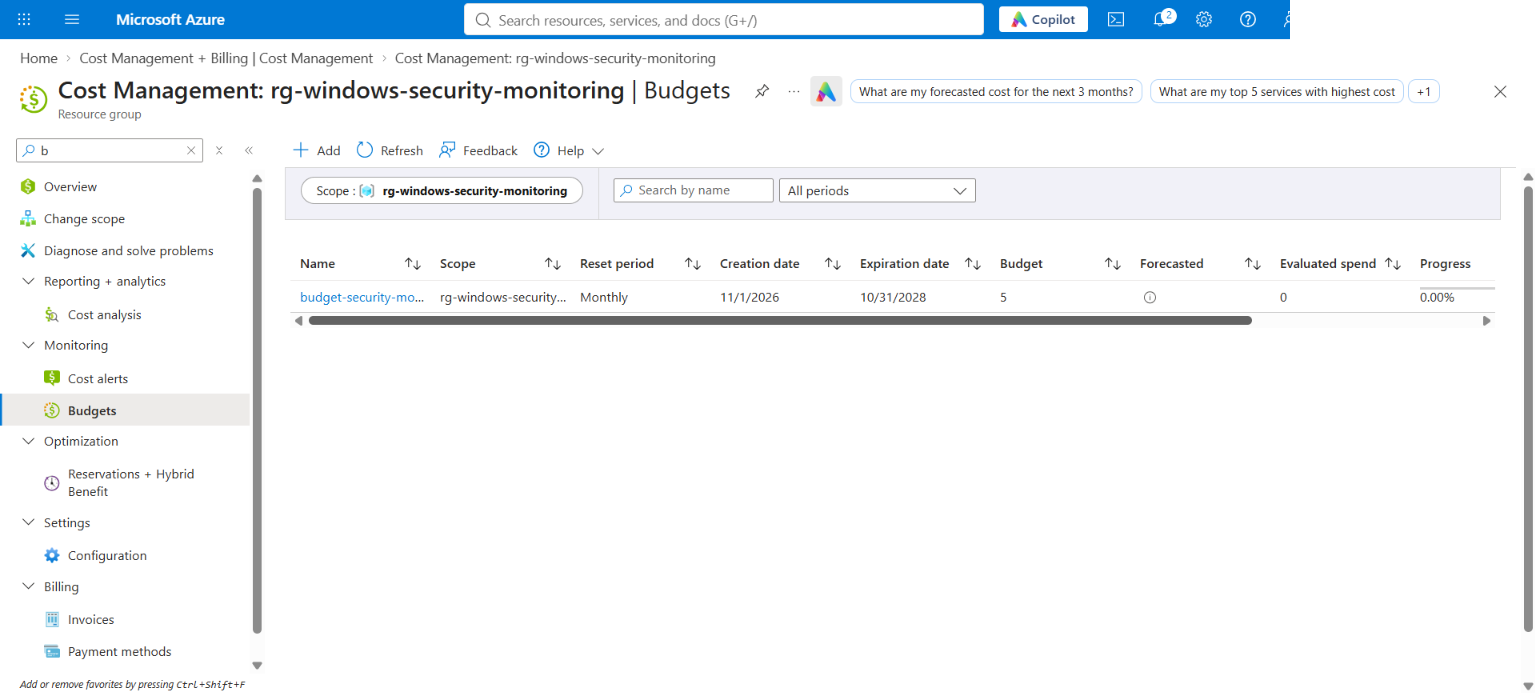 Microsoft Azure
Search resources, services, and docs (G+/)
Copilot
2
Home > Cost Management + Billing | Cost Management > Cost Management: rg-windows-security-monitoring
Cost Management: rg-windows-security-monitoring | Budgets
...
What are my forecasted cost for the next 3 months?
What are my top 5 services with highest cost
+1
Resource group
b
Add
Refresh
Feedback
Help
Scope : rg-windows-security-monitoring
Search by name
All periods
Overview
Change scope
Diagnose and solve problems
Reporting + analytics
Cost analysis
Monitoring
Cost alerts
Budgets
Optimization
Reservations + Hybrid
Benefit
Settings
Configuration
Billing
Invoices
Payment methods
Add or remove favorites by pressing Ctrl+Shift+F
Name Scope Reset period Creation date Expiration date Budget Forecasted Evaluated spend Progress
budget-security-mo... rg-windows-security... Monthly 11/1/2026 10/31/2028 5 0 0.00%